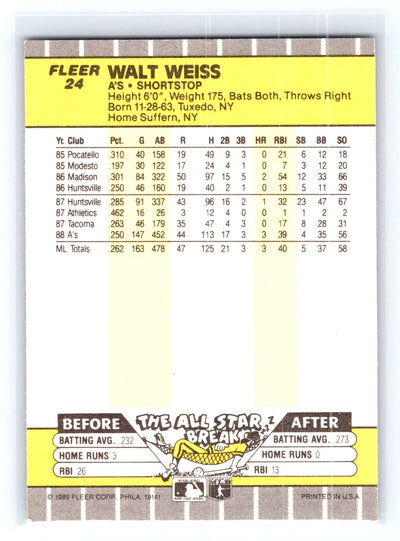 FLEER 24
WALT WEISS
A'S • SHORTSTOP
Height 6'0", Weight 175, Bats Both, Throws Right
Born 11-28-63, Tuxedo, NY
Home Suffern, NY
Yr. Club Pct. G AB R H 2B 3B HR RBI SB BB SO
85 Pocatello .310 40 158 19 49 9 3 0 21 6 12 18
85 Modesto .197 30 122 17 24 4 1 0 7 3 12 20
86 Madison .301 84 322 50 97 15 5 2 54 12 33 66
86 Huntsville .250 46 160 19 40 2 1 0 13 5 11 39
87 Huntsville .285 91 337 43 96 16 2 1 32 23 47 67
87 Athletics .462 16 26 3 12 4 0 0 1 1 2 2
87 Tacoma .263 46 179 35 47 4 3 0 17 8 28 31
88 A's .250 147 452 44 113 17 3 3 39 4 35 56
ML Totals .262 163 478 47 125 21 3 3 40 5 37 58
BEFORE
THE ALL STAR BREAK
AFTER
BATTING AVG. .232
BATTING AVG. .273
HOME RUNS 3
HOME RUNS 0
RBI 26
RBI 13
© 1989 FLEER CORP. PHILA. 19141
PRINTED IN U.S.A.